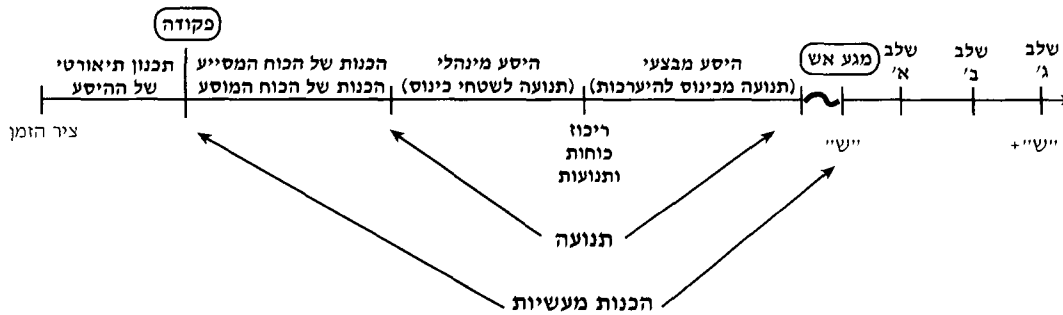 פקודה
תכנון תיאורטי
של ההיסע
הכנות של הכוח המסייע
הכנות של הכוח המוסע
היסע מינהלי
(תנועה לשטחי כינוס)
היסע מבצעי
(תנועה מכינוס להיערכות)
מגע אש
שלב
א'
שלב
ב'
שלב
ג'
ציר הזמן
ריכוז
כוחות
ותנועות
"ש"
"ש"+
תנועה
הכנות מעשיות